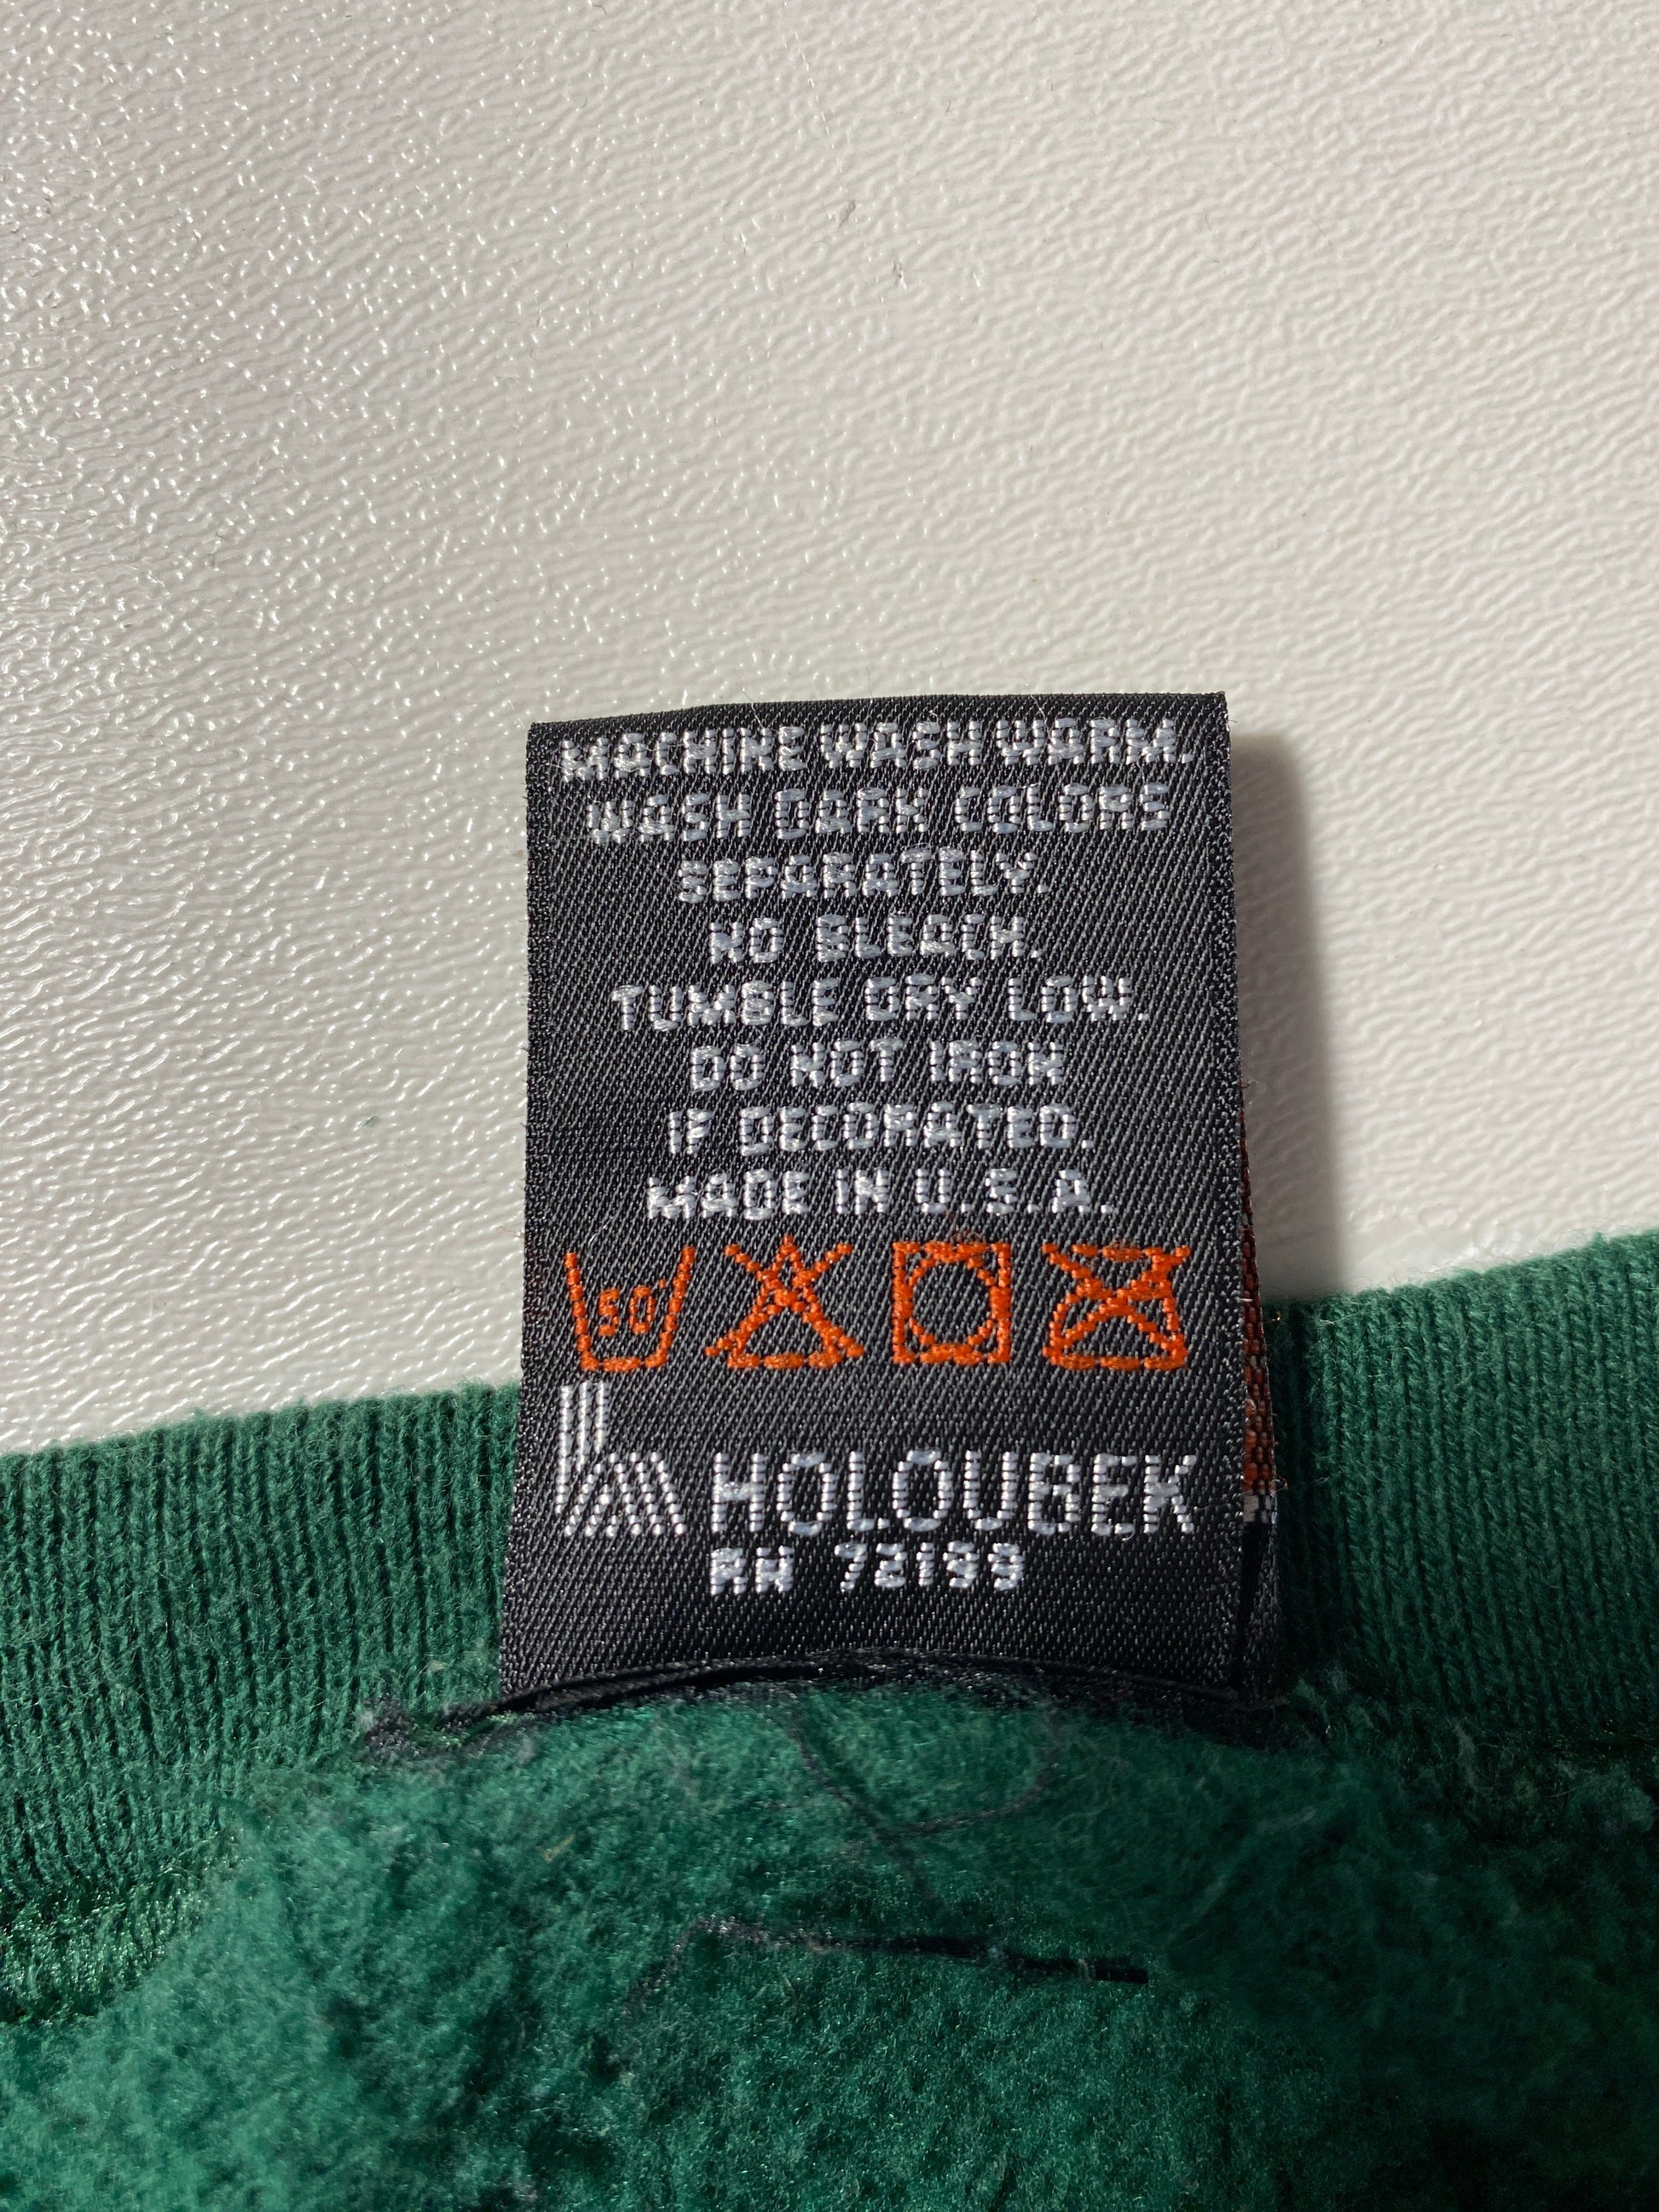 MACHINE WASH WARM.
WASH DARK COLORS
SEPARATELY.
NO BLEACH.
TUMBLE DRY LOW.
DO NOT IRON
IF DECORATED.
MADE IN U.S.A.
50°
HOLOUBEK
RN 72199